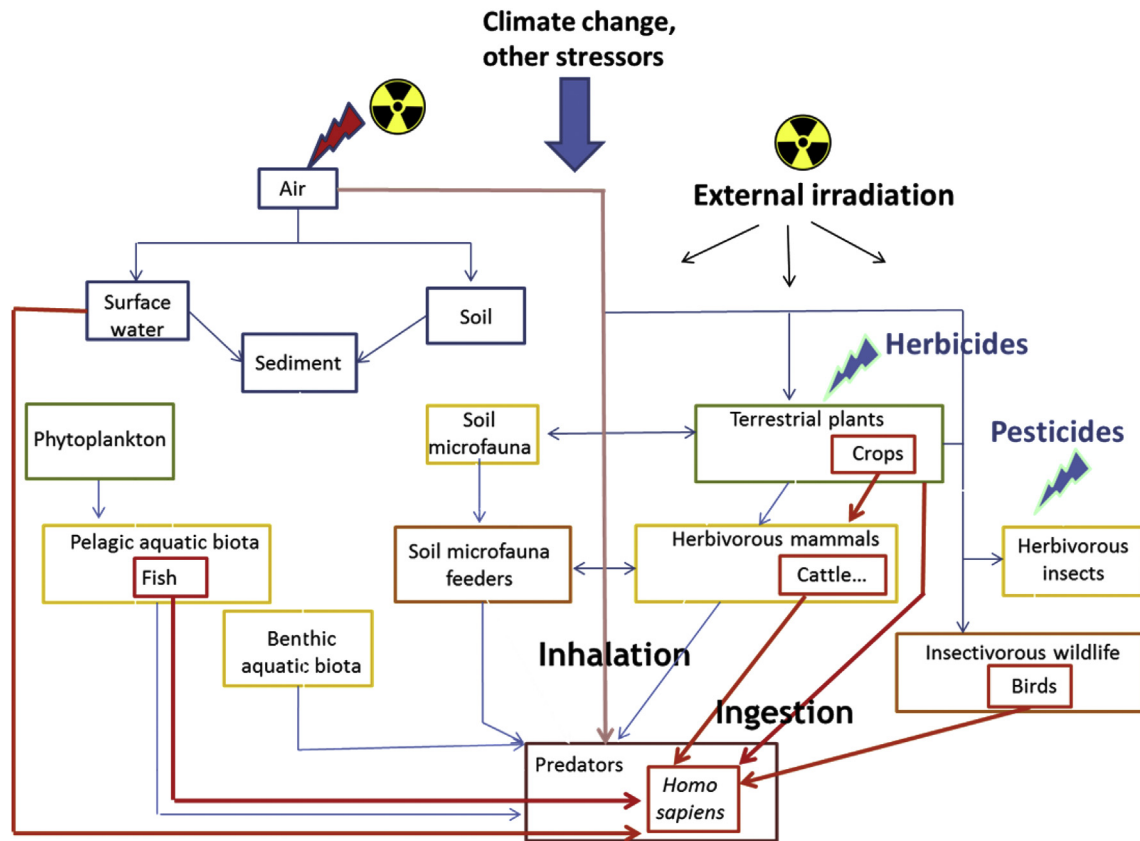 Climate change,
other stressors
Air
External irradiation
Surface
water
Soil
Sediment
Herbicides
Phytoplankton
Soil
microfauna
Terrestrial plants
Crops
Pesticides
Pelagic aquatic biota
Fish
Soil microfauna
feeders
Herbivorous mammals
Cattle...
Herbivorous
insects
Benthic
aquatic biota
Inhalation
Insectivorous wildlife
Birds
Ingestion
Predators
Homo
sapiens